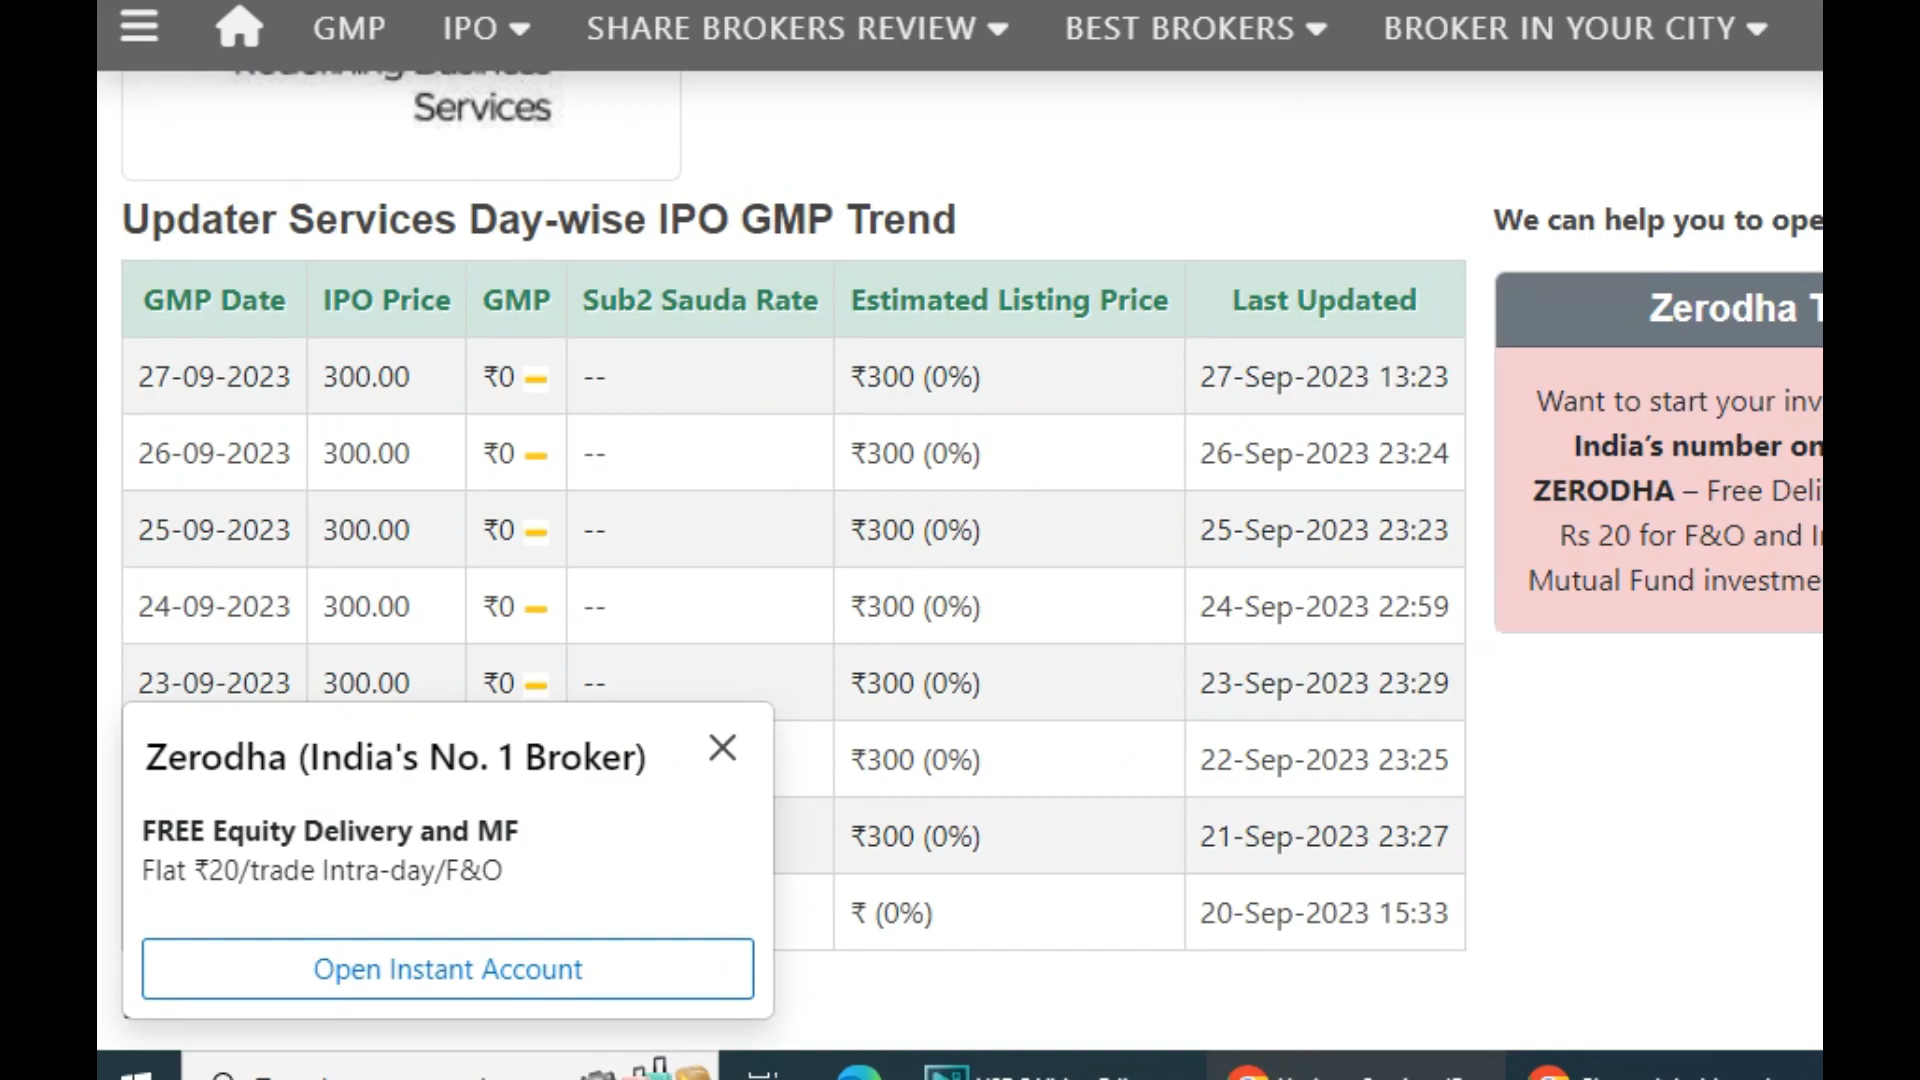 GMP IPO SHARE BROKERS REVIEW BEST BROKERS BROKER IN YOUR CITY
Services
Updater Services Day-wise IPO GMP Trend
We can help you to ope
GMP Date IPO Price GMP Sub2 Sauda Rate Estimated Listing Price Last Updated
27-09-2023 300.00 ₹0 -- ₹300 (0%) 27-Sep-2023 13:23
26-09-2023 300.00 ₹0 -- ₹300 (0%) 26-Sep-2023 23:24
25-09-2023 300.00 ₹0 -- ₹300 (0%) 25-Sep-2023 23:23
24-09-2023 300.00 ₹0 -- ₹300 (0%) 24-Sep-2023 22:59
23-09-2023 300.00 ₹0 -- ₹300 (0%) 23-Sep-2023 23:29
₹300 (0%) 22-Sep-2023 23:25
₹300 (0%) 21-Sep-2023 23:27
₹ (0%) 20-Sep-2023 15:33
Zerodha
Want to start your inv
India's number on
ZERODHA – Free Deli
Rs 20 for F&O and I
Mutual Fund investme
Zerodha (India's No. 1 Broker)
FREE Equity Delivery and MF
Flat ₹20/trade Intra-day/F&O
Open Instant Account